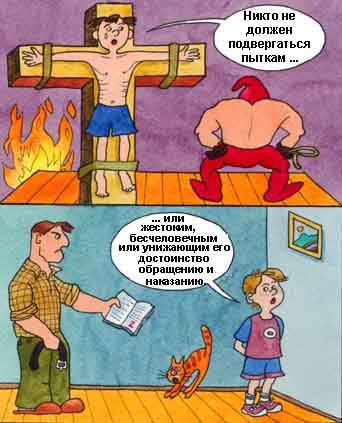 Никто не
должен
подвергаться
пыткам ...
... или
жестоким,
бесчеловечным
или унижающим его
достоинство
обращению и
наказанию.